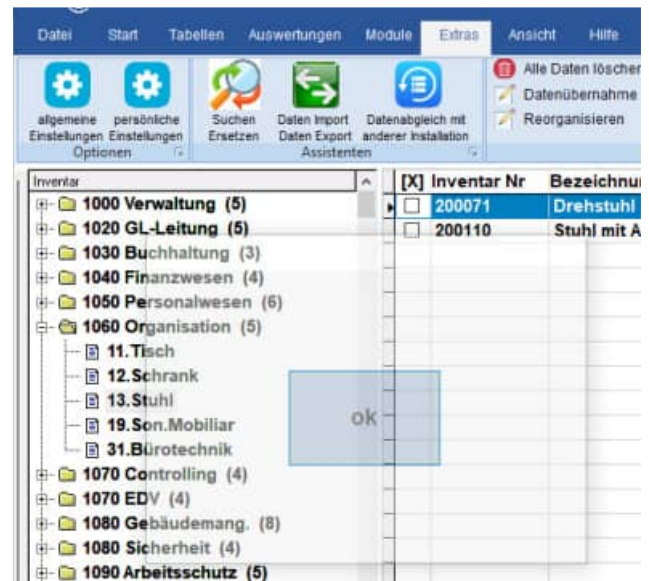 Datei Start Tabellen Auswertungen Module Extras Ansicht Hilfe
allgemeine Einstellungen
persönliche Einstellungen
Suchen Ersetzen
Daten Import Daten Export
Datenabgleich mit anderer Installation
Alle Daten löschen
Datenübernahme
Reorganisieren
Optionen
Assistenten
Inventar
1000 Verwaltung (5)
1020 GL-Leitung (5)
1030 Buchhaltung (3)
1040 Finanzwesen (4)
1050 Personalwesen (6)
1060 Organisation (5)
11.Tisch
12.Schrank
13.Stuhl
19.Son.Mobiliar
31.Bürotechnik
1070 Controlling (4)
1070 EDV (4)
1080 Gebäudemang. (8)
1080 Sicherheit (4)
1090 Arbeitsschutz (5)
[X] Inventar Nr Bezeichnu
200071 Drehstuhl
200110 Stuhl mit A
ok